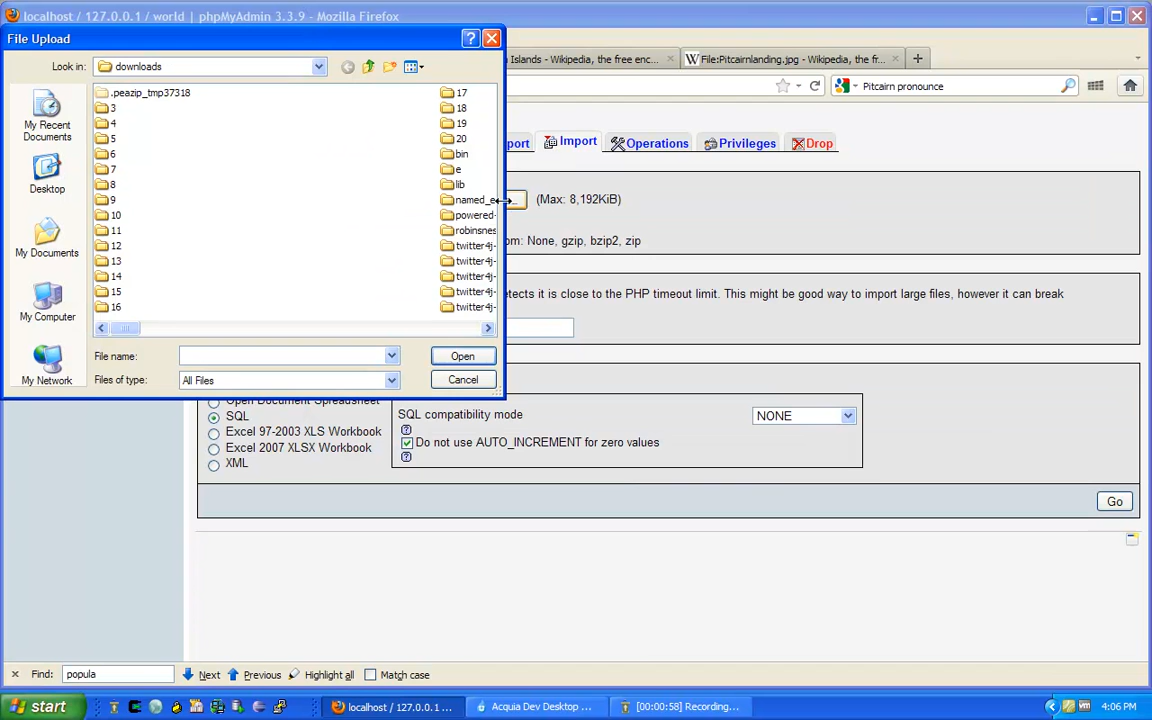 localhost / 127.0.0.1 / world | phpMyAdmin 3.3.9 - Mozilla Firefox
File Upload
Look in: downloads
Islands - Wikipedia, the free enc...
File:Pitcairnlanding.jpg - Wikipedia, the fr...
Pitcairn pronounce
.peazip_tmp37318
3
4
5
6
7
8
9
10
11
12
13
14
15
16
17
18
19
20
bin
e
lib
named_e
powered-
robinsnes
twitter4j-
twitter4j-
twitter4j-
twitter4j-
twitter4j-
My Recent
Documents
Desktop
My Documents
My Computer
My Network
File name:
Open
Files of type: All Files
Cancel
port Import Operations Privileges Drop
(Max: 8,192KiB)
om: None, gzip, bzip2, zip
etects it is close to the PHP timeout limit. This might be good way to import large files, however it can break
Open Document Spreadsheet
SQL
Excel 97-2003 XLS Workbook
Excel 2007 XLSX Workbook
XML
SQL compatibility mode
NONE
Do not use AUTO_INCREMENT for zero values
Go
Find: popula Next Previous Highlight all Match case
start
localhost / 127.0.0.1 ...
Acquia Dev Desktop ...
[00:00:58] Recording...
4:06 PM